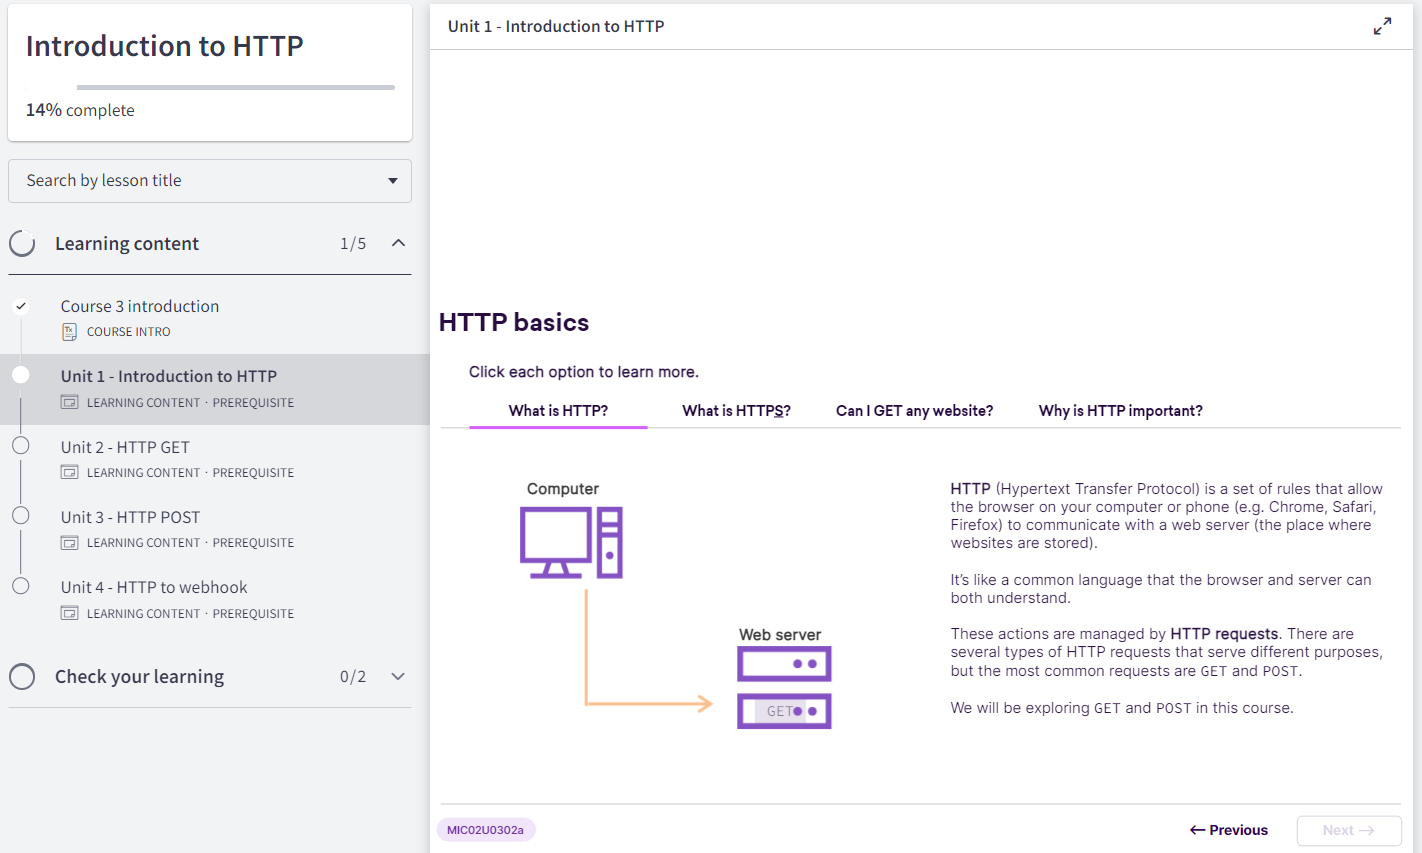 Introduction to HTTP
14% complete
Search by lesson title
Learning content 1/5
Course 3 introduction
COURSE INTRO
Unit 1 - Introduction to HTTP
LEARNING CONTENT · PREREQUISITE
Unit 2 - HTTP GET
LEARNING CONTENT · PREREQUISITE
Unit 3 - HTTP POST
LEARNING CONTENT · PREREQUISITE
Unit 4 - HTTP to webhook
LEARNING CONTENT · PREREQUISITE
Check your learning 0/2
Unit 1 - Introduction to HTTP
HTTP basics
Click each option to learn more.
What is HTTP? What is HTTPS? Can I GET any website? Why is HTTP important?
Computer
Web server
GET
HTTP (Hypertext Transfer Protocol) is a set of rules that allow
the browser on your computer or phone (e.g. Chrome, Safari,
Firefox) to communicate with a web server (the place where
websites are stored).
It’s like a common language that the browser and server can
both understand.
These actions are managed by HTTP requests. There are
several types of HTTP requests that serve different purposes,
but the most common requests are GET and POST.
We will be exploring GET and POST in this course.
MIC02U0302a
← Previous
Next →